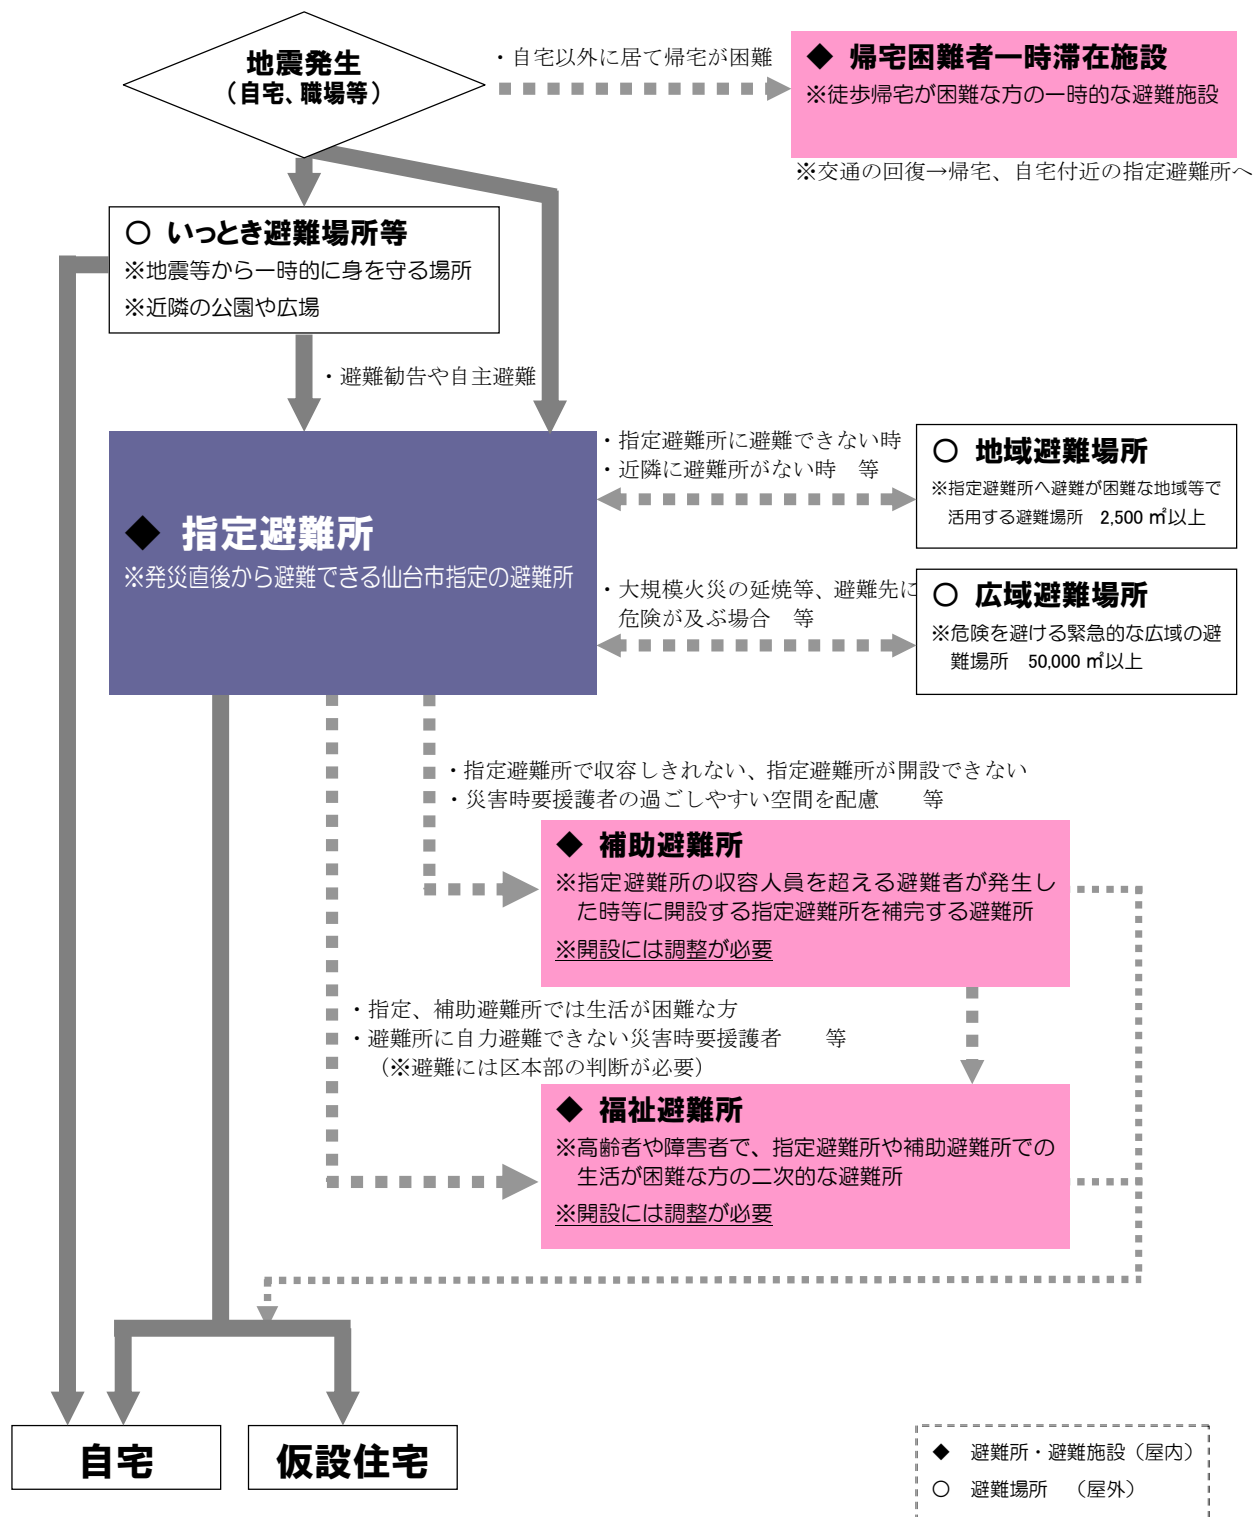 地震発生
（自宅、職場等）
・自宅以外に居て帰宅が困難
◆ 帰宅困難者一時滞在施設
※徒歩帰宅が困難な方の一時的な避難施設
※交通の回復→帰宅、自宅付近の指定避難所へ
○ いっとき避難場所等
※地震等から一時的に身を守る場所
※近隣の公園や広場
・避難勧告や自主避難
◆ 指定避難所
※発災直後から避難できる仙台市指定の避難所
・指定避難所に避難できない時
・近隣に避難所がない時　等
○ 地域避難場所
※指定避難所へ避難が困難な地域等で
活用する避難場所　2,500 ㎡以上
・大規模火災の延焼等、避難先に
危険が及ぶ場合　等
○ 広域避難場所
※危険を避ける緊急的な広域の避
難場所　50,000 ㎡以上
・指定避難所で収容しきれない、指定避難所が開設できない
・災害時要援護者の過ごしやすい空間を配慮　　等
◆ 補助避難所
※指定避難所の収容人員を超える避難者が発生し
た時等に開設する指定避難所を補完する避難所
※開設には調整が必要
・指定、補助避難所では生活が困難な方
・避難所に自力避難できない災害時要援護者　　等
（※避難には区本部の判断が必要）
◆ 福祉避難所
※高齢者や障害者で、指定避難所や補助避難所での
生活が困難な方の二次的な避難所
※開設には調整が必要
自宅
仮設住宅
◆　避難所・避難施設（屋内）
○　避難場所　（屋外）